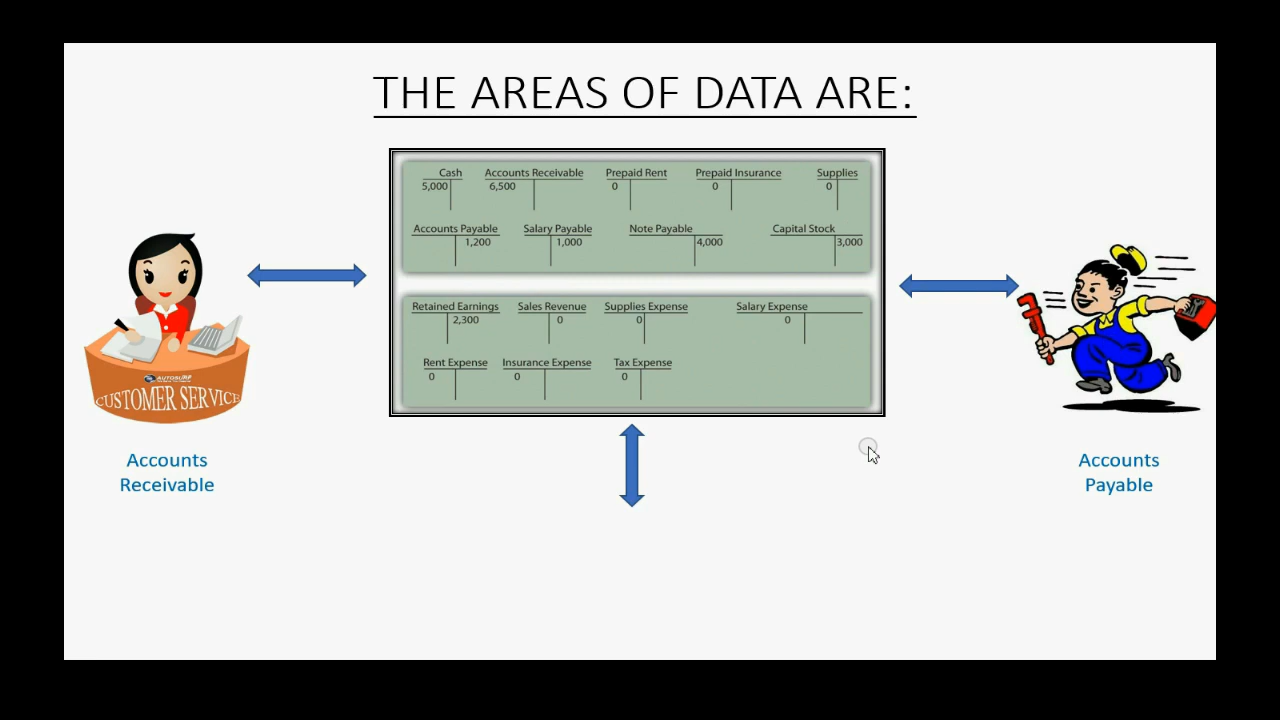 THE AREAS OF DATA ARE:
Cash Accounts Receivable Prepaid Rent Prepaid Insurance Supplies
5,000 6,500 0 0 0
Accounts Payable Salary Payable Note Payable Capital Stock
1,200 1,000 4,000 3,000
Retained Earnings Sales Revenue Supplies Expense Salary Expense
2,300 0 0 0
Rent Expense Insurance Expense Tax Expense
0 0 0
AUTOSURF
CUSTOMER SERVICE
Accounts
Receivable
Accounts
Payable